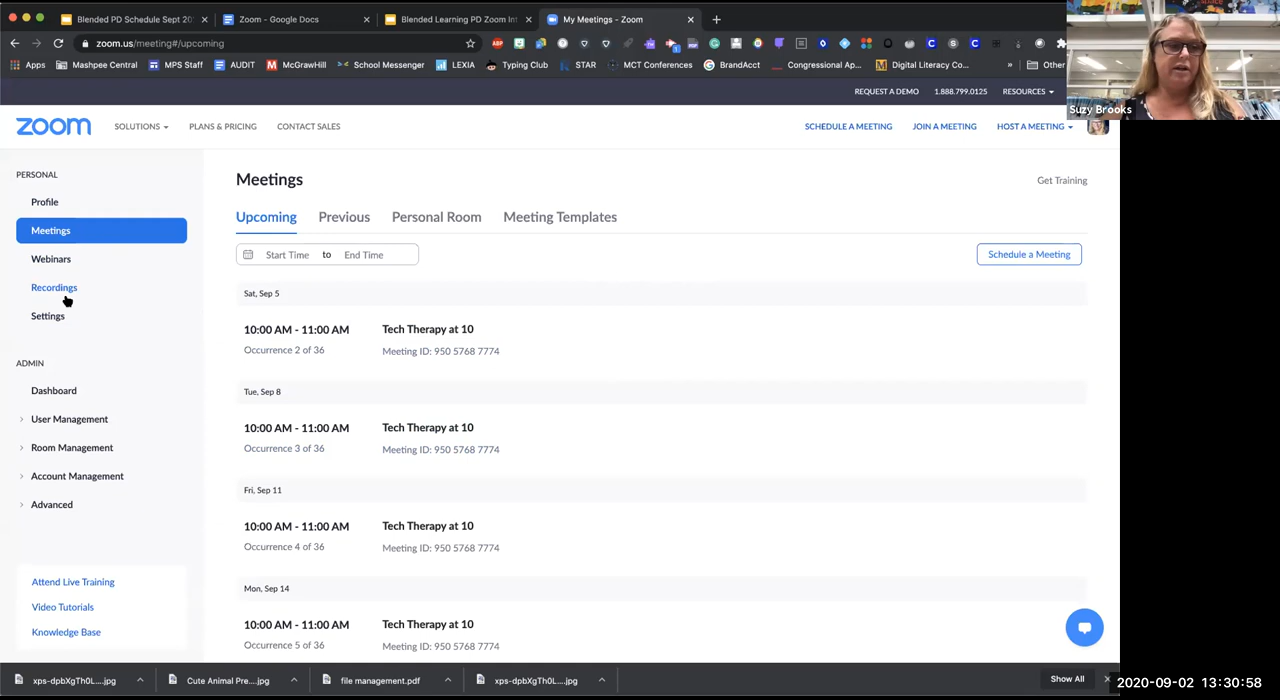 Blended PD Schedule Sept 20
Zoom - Google Docs
Blended Learning PD Zoom In
My Meetings - Zoom
zoom.us/meeting#/upcoming
Apps Mashpee Central MPS Staff AUDIT McGrawHill School Messenger LEXIA Typing Club STAR MCT Conferences BrandAcct Congressional Ap... Digital Literacy Co... » Other
Suzy Brooks
REQUEST A DEMO 1.888.799.0125 RESOURCES
zoom SOLUTIONS PLANS & PRICING CONTACT SALES SCHEDULE A MEETING JOIN A MEETING HOST A MEETING
PERSONAL
Profile
Meetings
Webinars
Recordings
Settings
ADMIN
Dashboard
User Management
Room Management
Account Management
Advanced
Attend Live Training
Video Tutorials
Knowledge Base
Meetings
Get Training
Upcoming Previous Personal Room Meeting Templates
Start Time to End Time
Schedule a Meeting
Sat, Sep 5
10:00 AM - 11:00 AM Tech Therapy at 10
Occurrence 2 of 36 Meeting ID: 950 5768 7774
Tue, Sep 8
10:00 AM - 11:00 AM Tech Therapy at 10
Occurrence 3 of 36 Meeting ID: 950 5768 7774
Fri, Sep 11
10:00 AM - 11:00 AM Tech Therapy at 10
Occurrence 4 of 36 Meeting ID: 950 5768 7774
Mon, Sep 14
10:00 AM - 11:00 AM Tech Therapy at 10
Occurrence 5 of 36 Meeting ID: 950 5768 7774
xps-dpbXgTh0L....jpg Cute Animal Pre....jpg file management.pdf xps-dpbXgTh0L....jpg Show All
2020-09-02 13:30:58